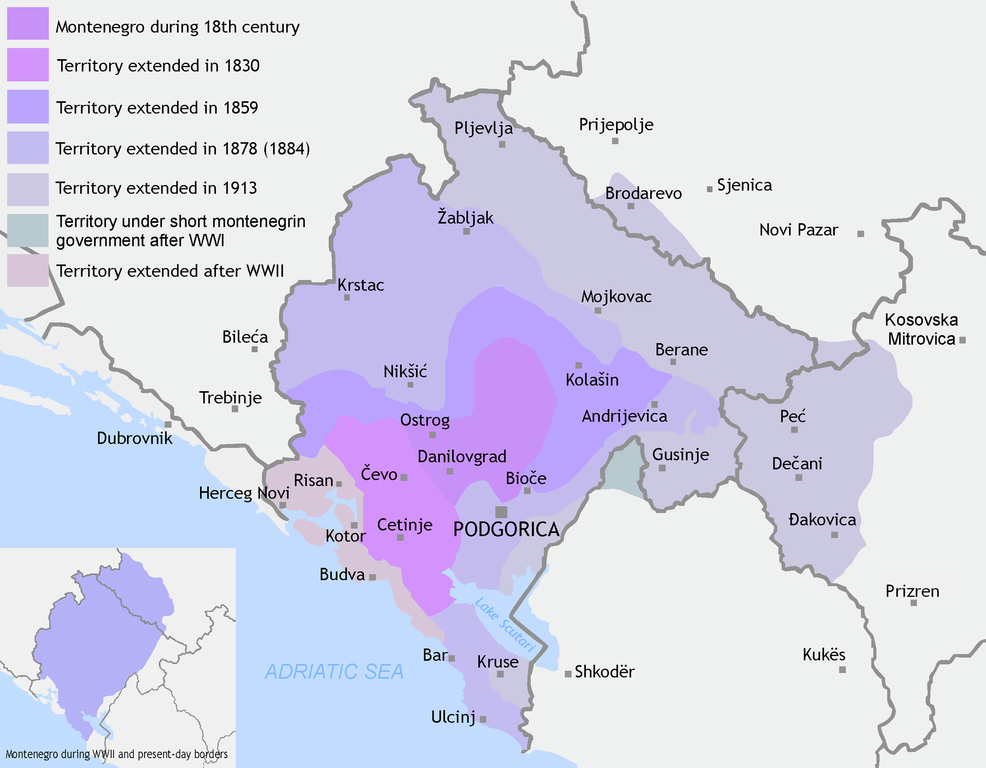 Montenegro during 18th century
Territory extended in 1830
Territory extended in 1859
Territory extended in 1878 (1884)
Territory extended in 1913
Territory under short montenegrin
government after WWI
Territory extended after WWII
Pljevlja
Prijepolje
Brodarevo
Sjenica
Novi Pazar
Žabljak
Krstac
Mojkovac
Kosovska
Mitrovica
Bileća
Berane
Nikšić
Kolašin
Trebinje
Andrijevica
Peć
Ostrog
Dubrovnik
Danilovgrad
Gusinje
Dečani
Čevo
Risan
Bioče
Herceg Novi
Đakovica
Cetinje
PODGORICA
Kotor
Budva
Prizren
Lake Scutari
Bar
Kruse
Kukës
Shkodër
ADRIATIC SEA
Ulcinj
Montenegro during WWII and present-day borders